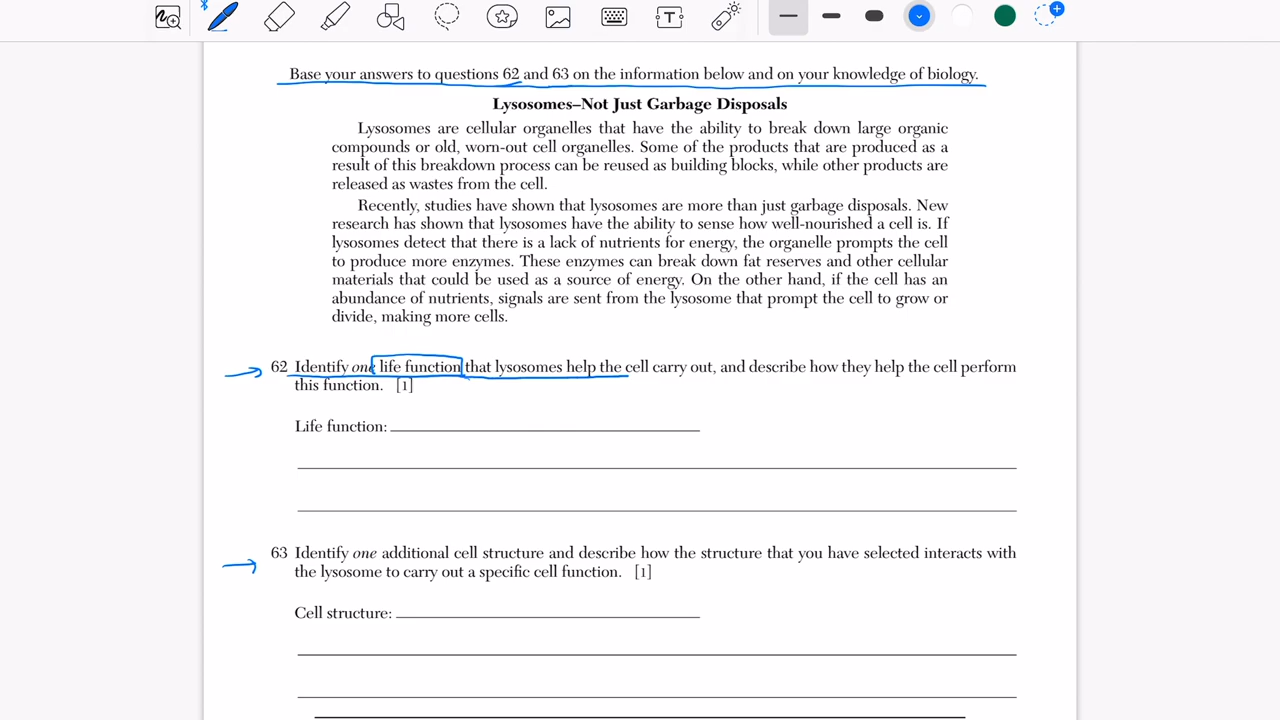 T
Base your answers to questions 62 and 63 on the information below and on your knowledge of biology.
Lysosomes–Not Just Garbage Disposals
Lysosomes are cellular organelles that have the ability to break down large organic
compounds or old, worn-out cell organelles. Some of the products that are produced as a
result of this breakdown process can be reused as building blocks, while other products are
released as wastes from the cell.
Recently, studies have shown that lysosomes are more than just garbage disposals. New
research has shown that lysosomes have the ability to sense how well-nourished a cell is. If
lysosomes detect that there is a lack of nutrients for energy, the organelle prompts the cell
to produce more enzymes. These enzymes can break down fat reserves and other cellular
materials that could be used as a source of energy. On the other hand, if the cell has an
abundance of nutrients, signals are sent from the lysosome that prompt the cell to grow or
divide, making more cells.
62 Identify one life function that lysosomes help the cell carry out, and describe how they help the cell perform
this function. [1]
Life function:
63 Identify one additional cell structure and describe how the structure that you have selected interacts with
the lysosome to carry out a specific cell function. [1]
Cell structure: